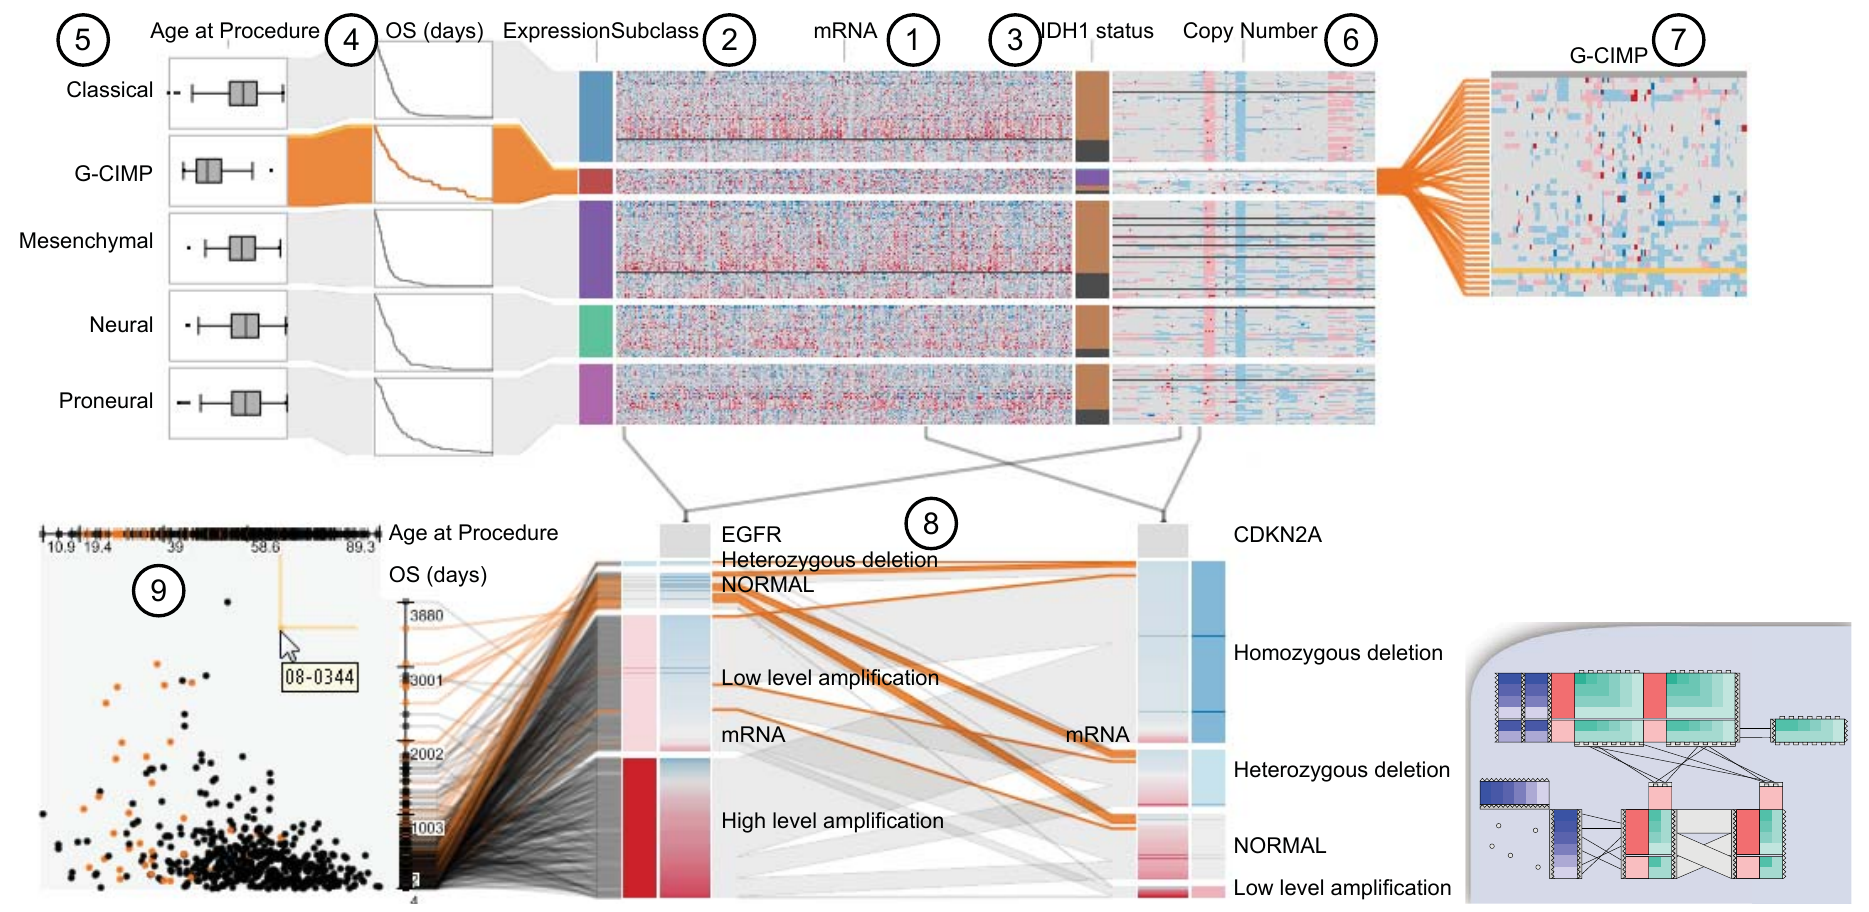 5
Age at Procedure
4
OS (days)
ExpressionSubclass
2
mRNA
1
3
IDH1 status
Copy Number
6
G-CIMP
7
Classical
G-CIMP
Mesenchymal
Neural
Proneural
8
Age at Procedure
10.9
19.4
39
58.6
89.3
OS (days)
9
08-0344
3880
3001
2002
1003
4
EGFR
Heterozygous deletion
NORMAL
Low level amplification
mRNA
High level amplification
CDKN2A
Homozygous deletion
mRNA
Heterozygous deletion
NORMAL
Low level amplification